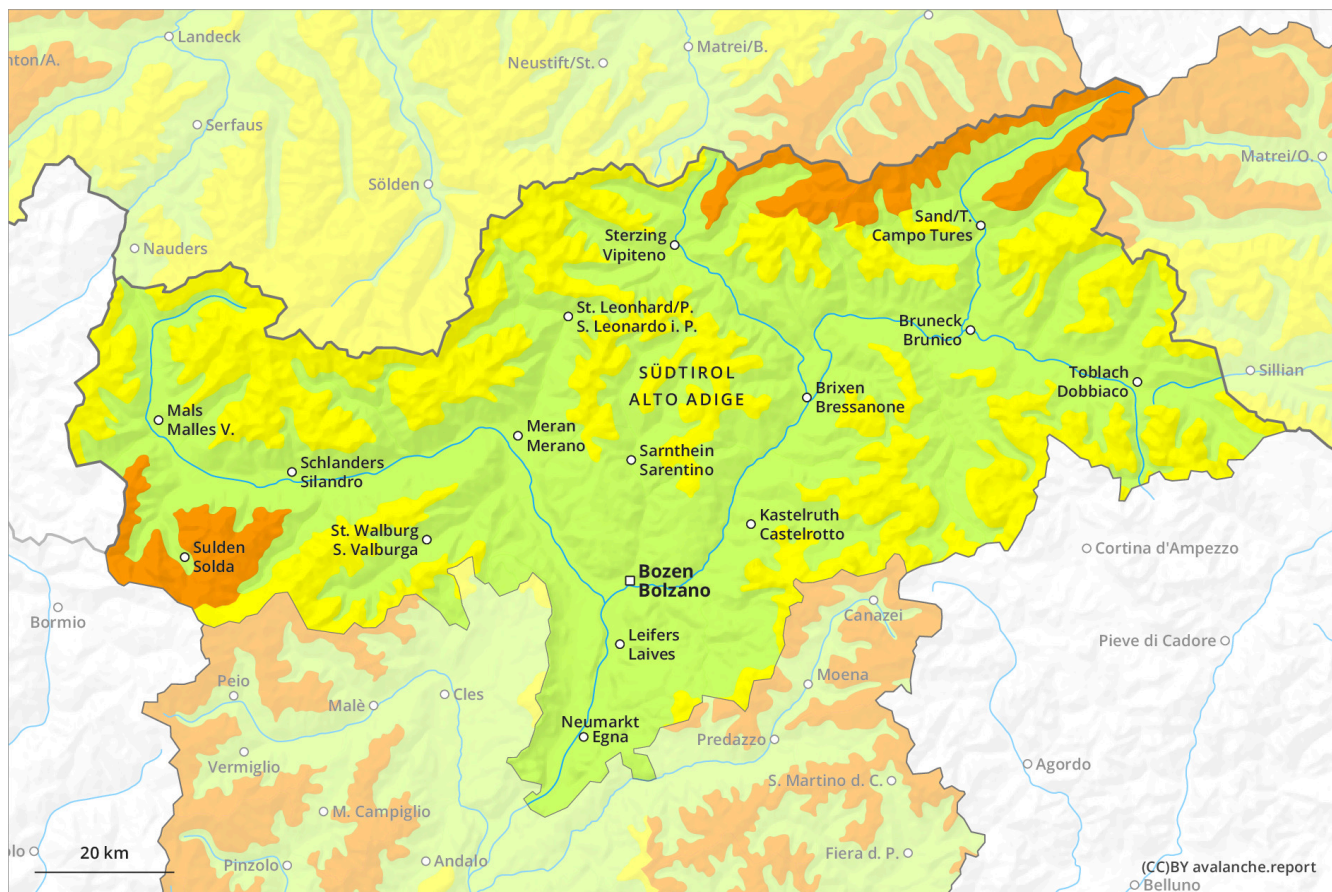 Landeck
nton/A.
Matrei/B.
Neustift/St.
Serfaus
Matrei/O.
Sölden
Sand/T.
Campo Tures
Nauders
Sterzing
Vipiteno
St. Leonhard/P.
S. Leonardo i. P.
Bruneck
Brunico
SÜDTIROL
ALTO ADIGE
Toblach
Dobbiaco
Sillian
Brixen
Bressanone
Mals
Malles V.
Meran
Merano
Schlanders
Silandro
Sarnthein
Sarentino
Kastelruth
Castelrotto
St. Walburg
S. Valburga
Sulden
Solda
Cortina d'Ampezzo
Bozen
Bolzano
Bormio
Canazei
Leifers
Laives
Pieve di Cadore
Peio
Cles
Moena
Malè
Neumarkt
Egna
Predazzo
Vermiglio
Agordo
S. Martino d. C.
M. Campiglio
olo
20 km
Pinzolo
Andalo
Fiera d. P.
(CC)BY avalanche.report
Belluno